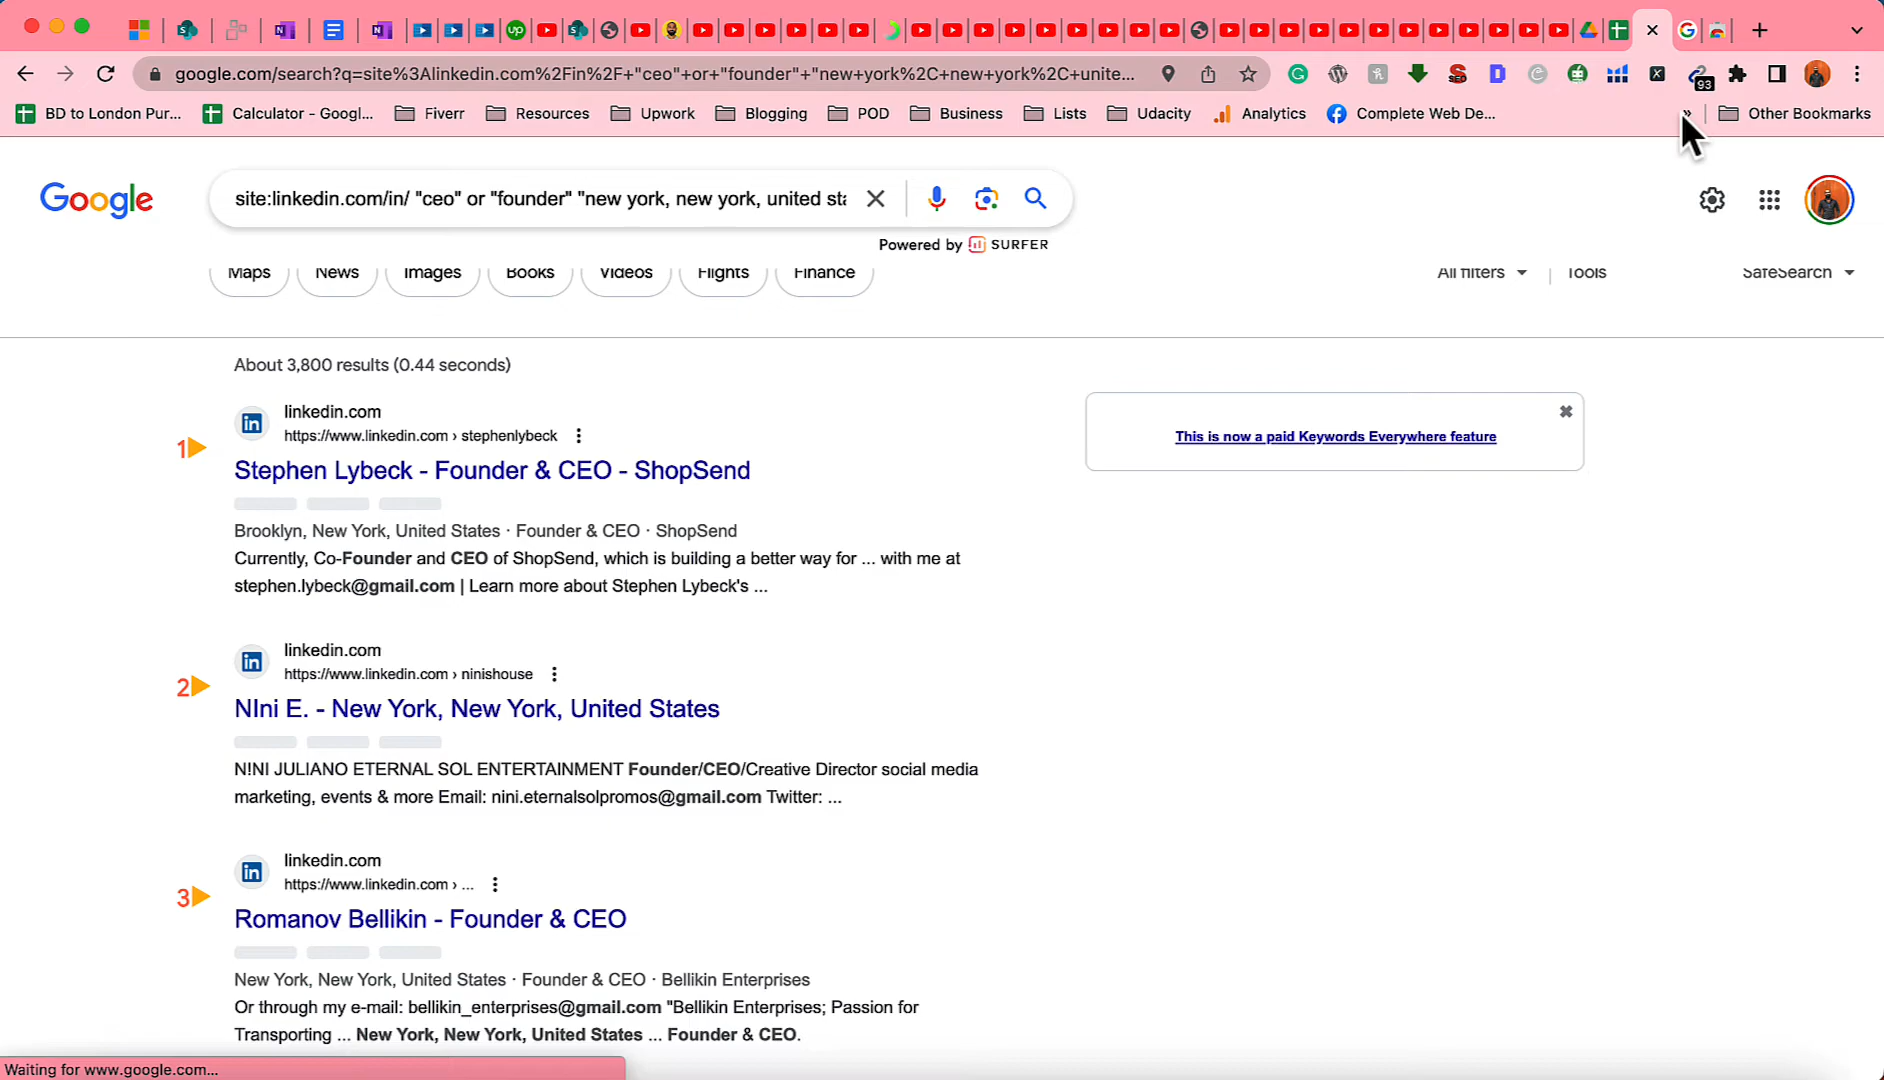 google.com/search?q=site%3Alinkedin.com%2Fin%2F+"ceo"+or+"founder"+"new+york%2C+new+york%2C+unite...
93
BD to London Pur...
Calculator - Googl...
Fiverr
Resources
Upwork
Blogging
POD
Business
Lists
Udacity
Analytics
Complete Web De...
»
Other Bookmarks
Google
site:linkedin.com/in/ "ceo" or "founder" "new york, new york, united sta
Powered by SURFER
Maps
News
Images
Books
Videos
Flights
Finance
All filters
Tools
SafeSearch
About 3,800 results (0.44 seconds)
This is now a paid Keywords Everywhere feature
linkedin.com
https://www.linkedin.com › stephenlybeck
1
Stephen Lybeck - Founder & CEO - ShopSend
Brooklyn, New York, United States · Founder & CEO · ShopSend
Currently, Co-Founder and CEO of ShopSend, which is building a better way for ... with me at
stephen.lybeck@gmail.com | Learn more about Stephen Lybeck's ...
linkedin.com
https://www.linkedin.com › ninishouse
2
NIni E. - New York, New York, United States
N!NI JULIANO ETERNAL SOL ENTERTAINMENT Founder/CEO/Creative Director social media
marketing, events & more Email: nini.eternalsolpromos@gmail.com Twitter: ...
linkedin.com
https://www.linkedin.com › ...
3
Romanov Bellikin - Founder & CEO
New York, New York, United States · Founder & CEO · Bellikin Enterprises
Or through my e-mail: bellikin_enterprises@gmail.com "Bellikin Enterprises; Passion for
Transporting ... New York, New York, United States ... Founder & CEO.
Waiting for www.google.com...